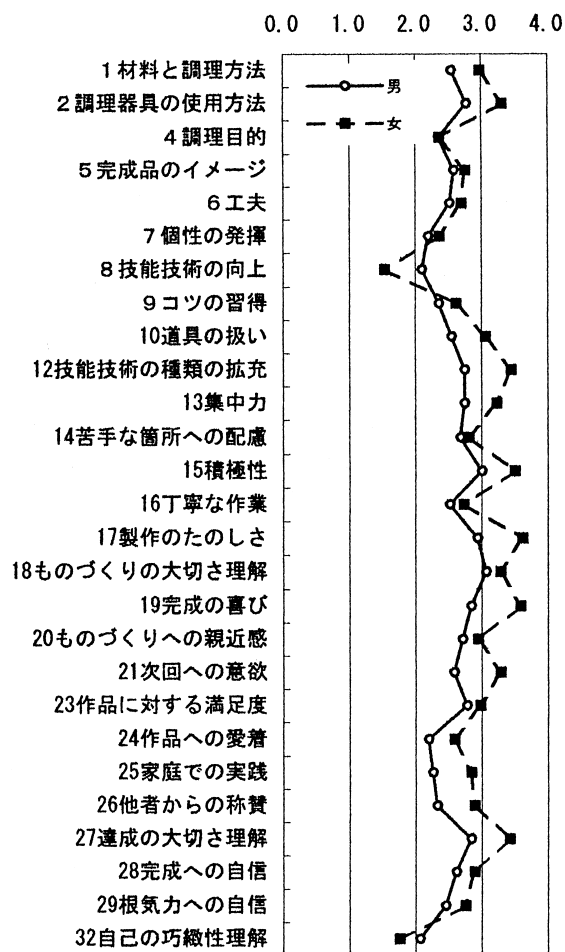 0.0 1.0 2.0 3.0 4.0
1材料と調理方法
男
2調理器具の使用方法
女
4調理目的
5完成品のイメージ
6工夫
7個性の発揮
8技能技術の向上
9コツの習得
10道具の扱い
12技能技術の種類の拡充
13集中力
14苦手な箇所への配慮
15積極性
16丁寧な作業
17製作のたのしさ
18ものづくりの大切さ理解
19完成の喜び
20ものづくりへの親近感
21次回への意欲
23作品に対する満足度
24作品への愛着
25家庭での実践
26他者からの称賛
27達成の大切さ理解
28完成への自信
29根気力への自信
32自己の巧緻性理解